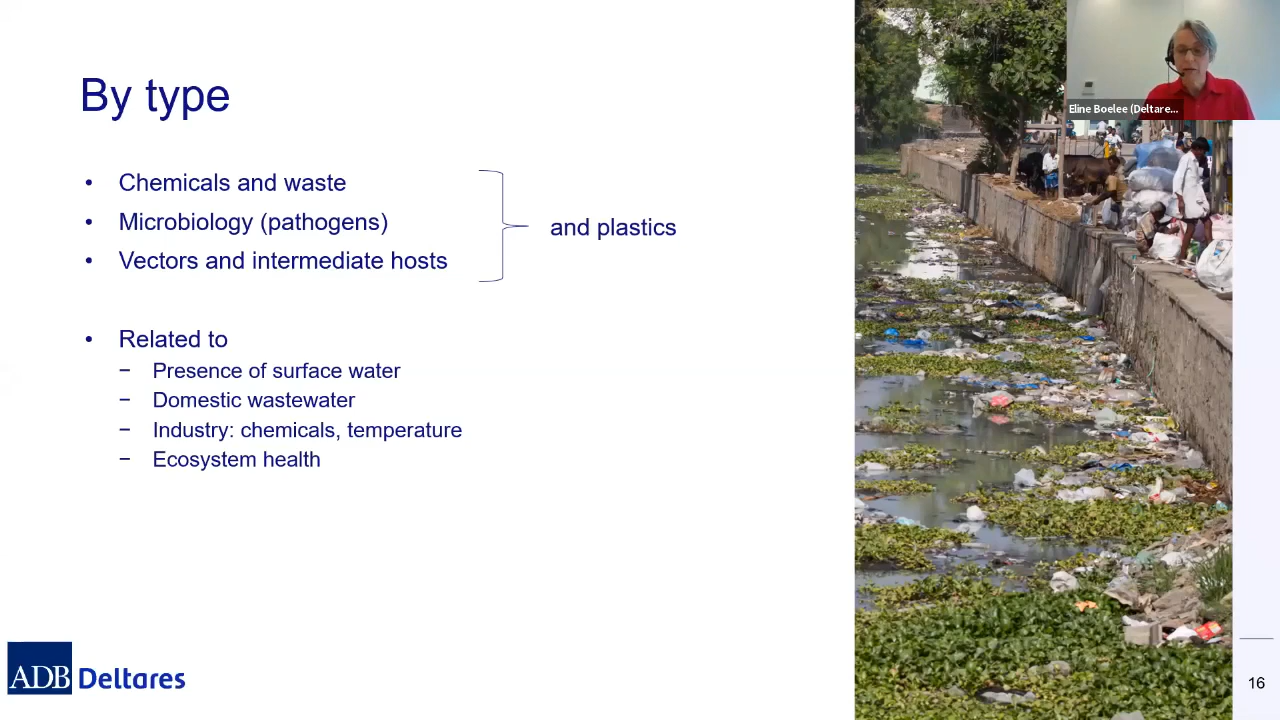 By type
• Chemicals and waste
• Microbiology (pathogens)
• Vectors and intermediate hosts
and plastics
• Related to
− Presence of surface water
− Domestic wastewater
− Industry: chemicals, temperature
− Ecosystem health
Eline Boelee (Deltare...
ADB Deltares
16